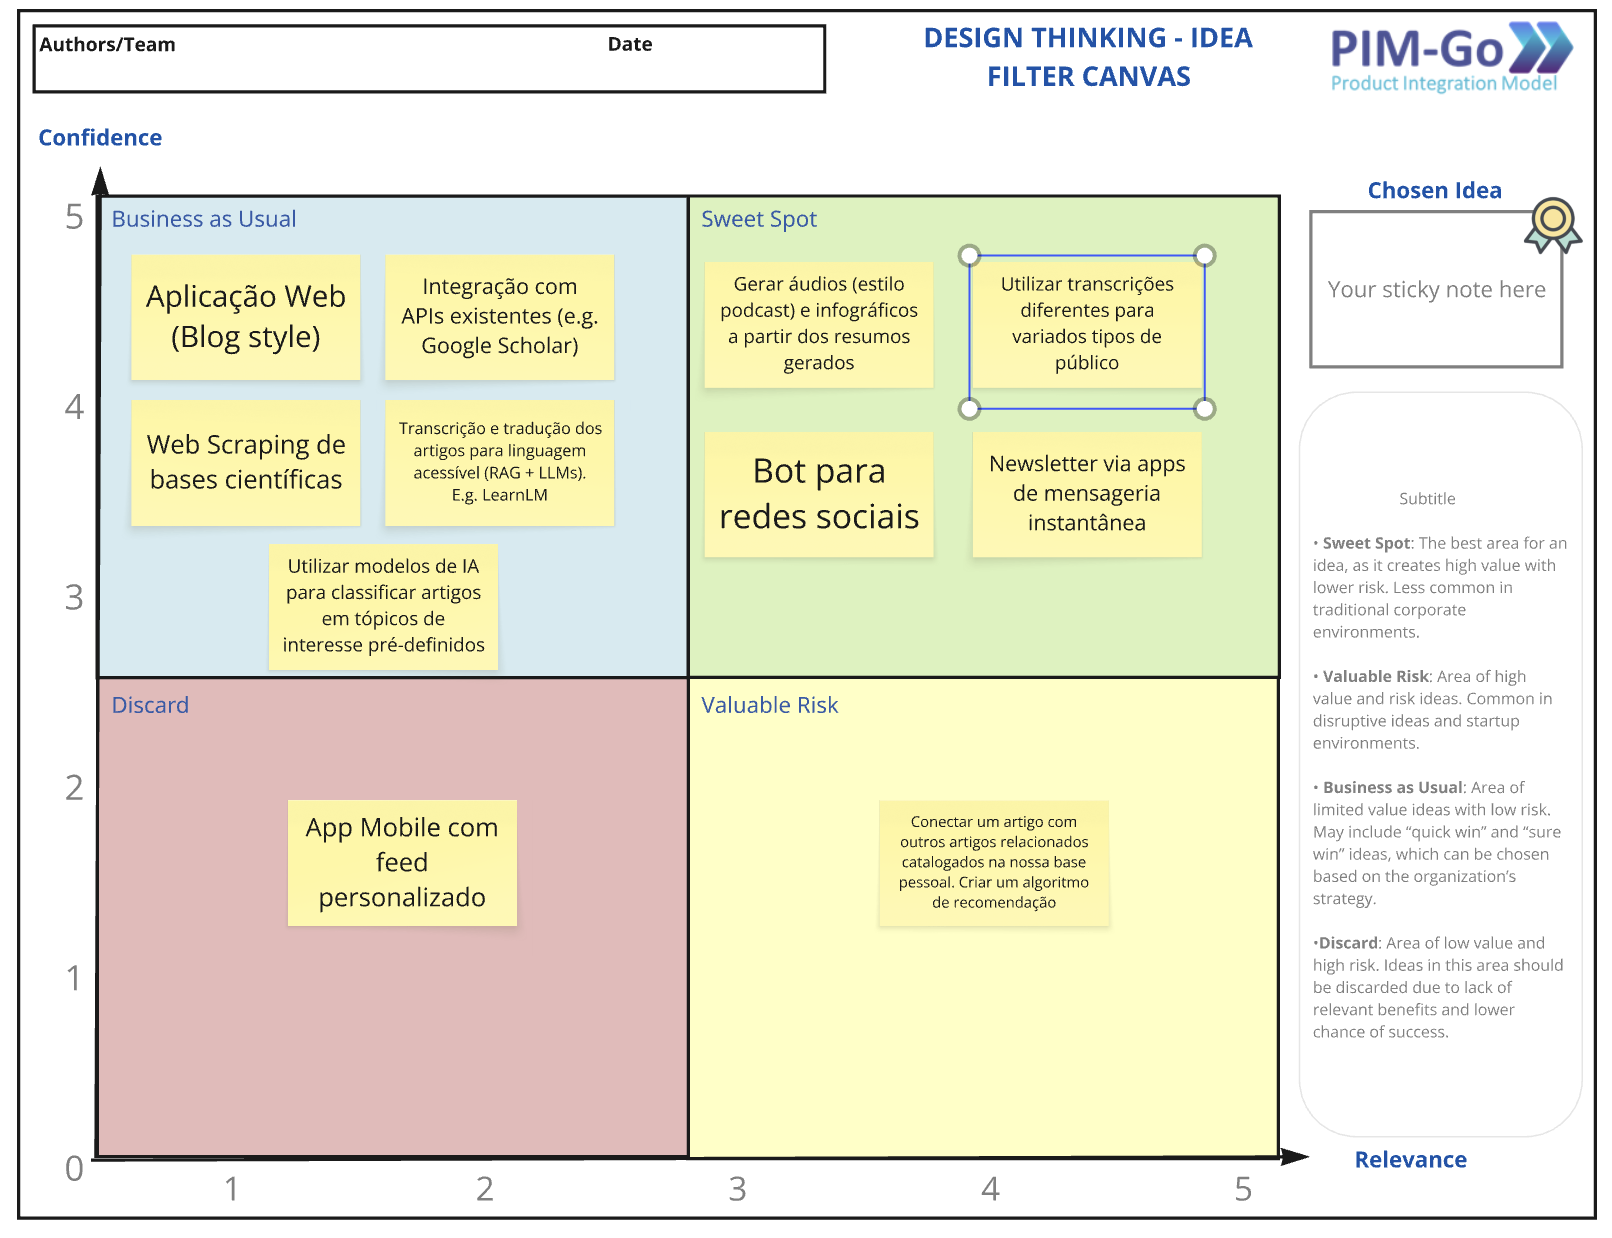 Authors/Team
Date
DESIGN THINKING - IDEA
FILTER CANVAS
PIM-Go
Product Integration Model
Confidence
5
4
3
2
1
0
Business as Usual
Aplicação Web
(Blog style)
Integração com
APIs existentes (e.g.
Google Scholar)
Web Scraping de
bases científicas
Transcrição e tradução dos
artigos para linguagem
acessível (RAG + LLMs).
E.g. LearnLM
Utilizar modelos de IA
para classificar artigos
em tópicos de
interesse pré-definidos
Sweet Spot
Gerar áudios (estilo
podcast) e infográficos
a partir dos resumos
gerados
Utilizar transcrições
diferentes para
variados tipos de
público
Bot para
redes sociais
Newsletter via apps
de mensageria
instantânea
Discard
App Mobile com
feed
personalizado
Valuable Risk
Conectar um artigo com
outros artigos relacionados
catalogados na nossa base
pessoal. Criar um algoritmo
de recomendação
1
2
3
4
5
Relevance
Chosen Idea
Your sticky note here
Subtitle
• Sweet Spot: The best area for an
idea, as it creates high value with
lower risk. Less common in
traditional corporate
environments.
• Valuable Risk: Area of high
value and risk ideas. Common in
disruptive ideas and startup
environments.
• Business as Usual: Area of
limited value ideas with low risk.
May include “quick win” and “sure
win” ideas, which can be chosen
based on the organization’s
strategy.
•Discard: Area of low value and
high risk. Ideas in this area should
be discarded due to lack of
relevant benefits and lower
chance of success.